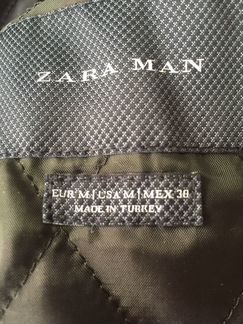 ZARA MAN
EUR M | USA M | MEX 38
MADE IN TURKEY